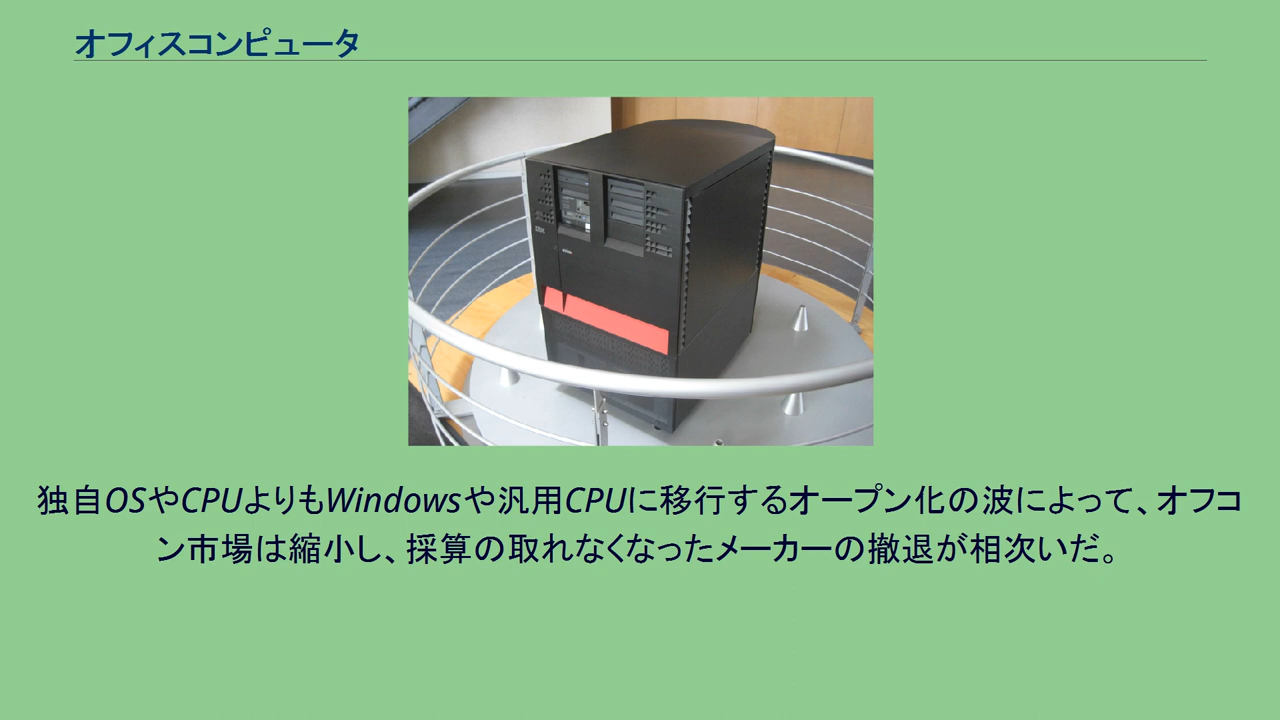 オフィスコンピュータ
IBM
独自OSやCPUよりもWindowsや汎用CPUに移行するオープン化の波によって、オフコ
ン市場は縮小し、採算の取れなくなったメーカーの撤退が相次いだ。